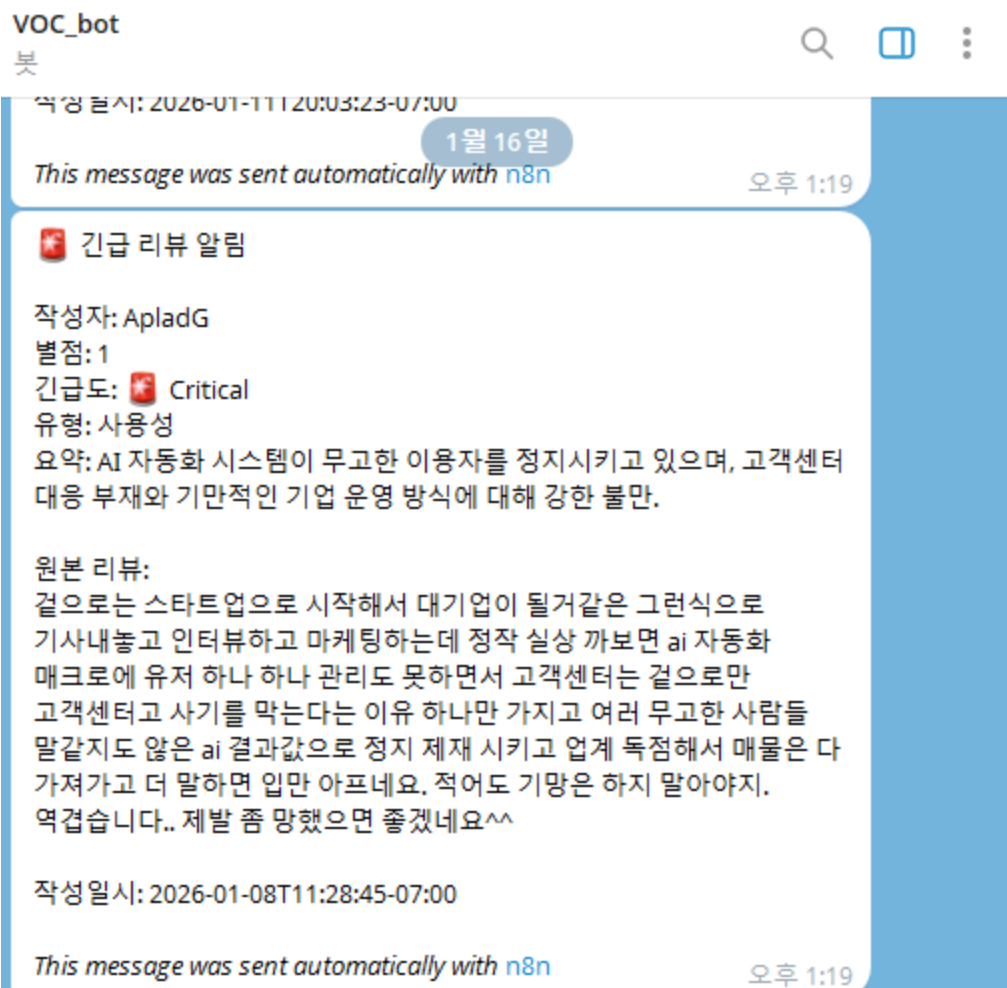 VOC_bot
봇
작성일시: 2026-01-11T20:03:23-07:00
1월 16일
This message was sent automatically with n8n
오후 1:19
🚨 긴급 리뷰 알림
작성자: ApladG
별점: 1
긴급도: 🚨 Critical
유형: 사용성
요약: AI 자동화 시스템이 무고한 이용자를 정지시키고 있으며, 고객센터
대응 부재와 기만적인 기업 운영 방식에 대해 강한 불만.
원본 리뷰:
겉으로는 스타트업으로 시작해서 대기업이 될거같은 그런식으로
기사내놓고 인터뷰하고 마케팅하는데 정작 실상 까보면 ai 자동화
매크로에 유저 하나 하나 관리도 못하면서 고객센터는 겉으로만
고객센터고 사기를 막는다는 이유 하나만 가지고 여러 무고한 사람들
말같지도 않은 ai 결과값으로 정지 제재 시키고 업계 독점해서 매물은 다
가져가고 더 말하면 입만 아프네요. 적어도 기망은 하지 말아야지.
역겹습니다.. 제발 좀 망했으면 좋겠네요^^
작성일시: 2026-01-08T11:28:45-07:00
This message was sent automatically with n8n
오후 1:19